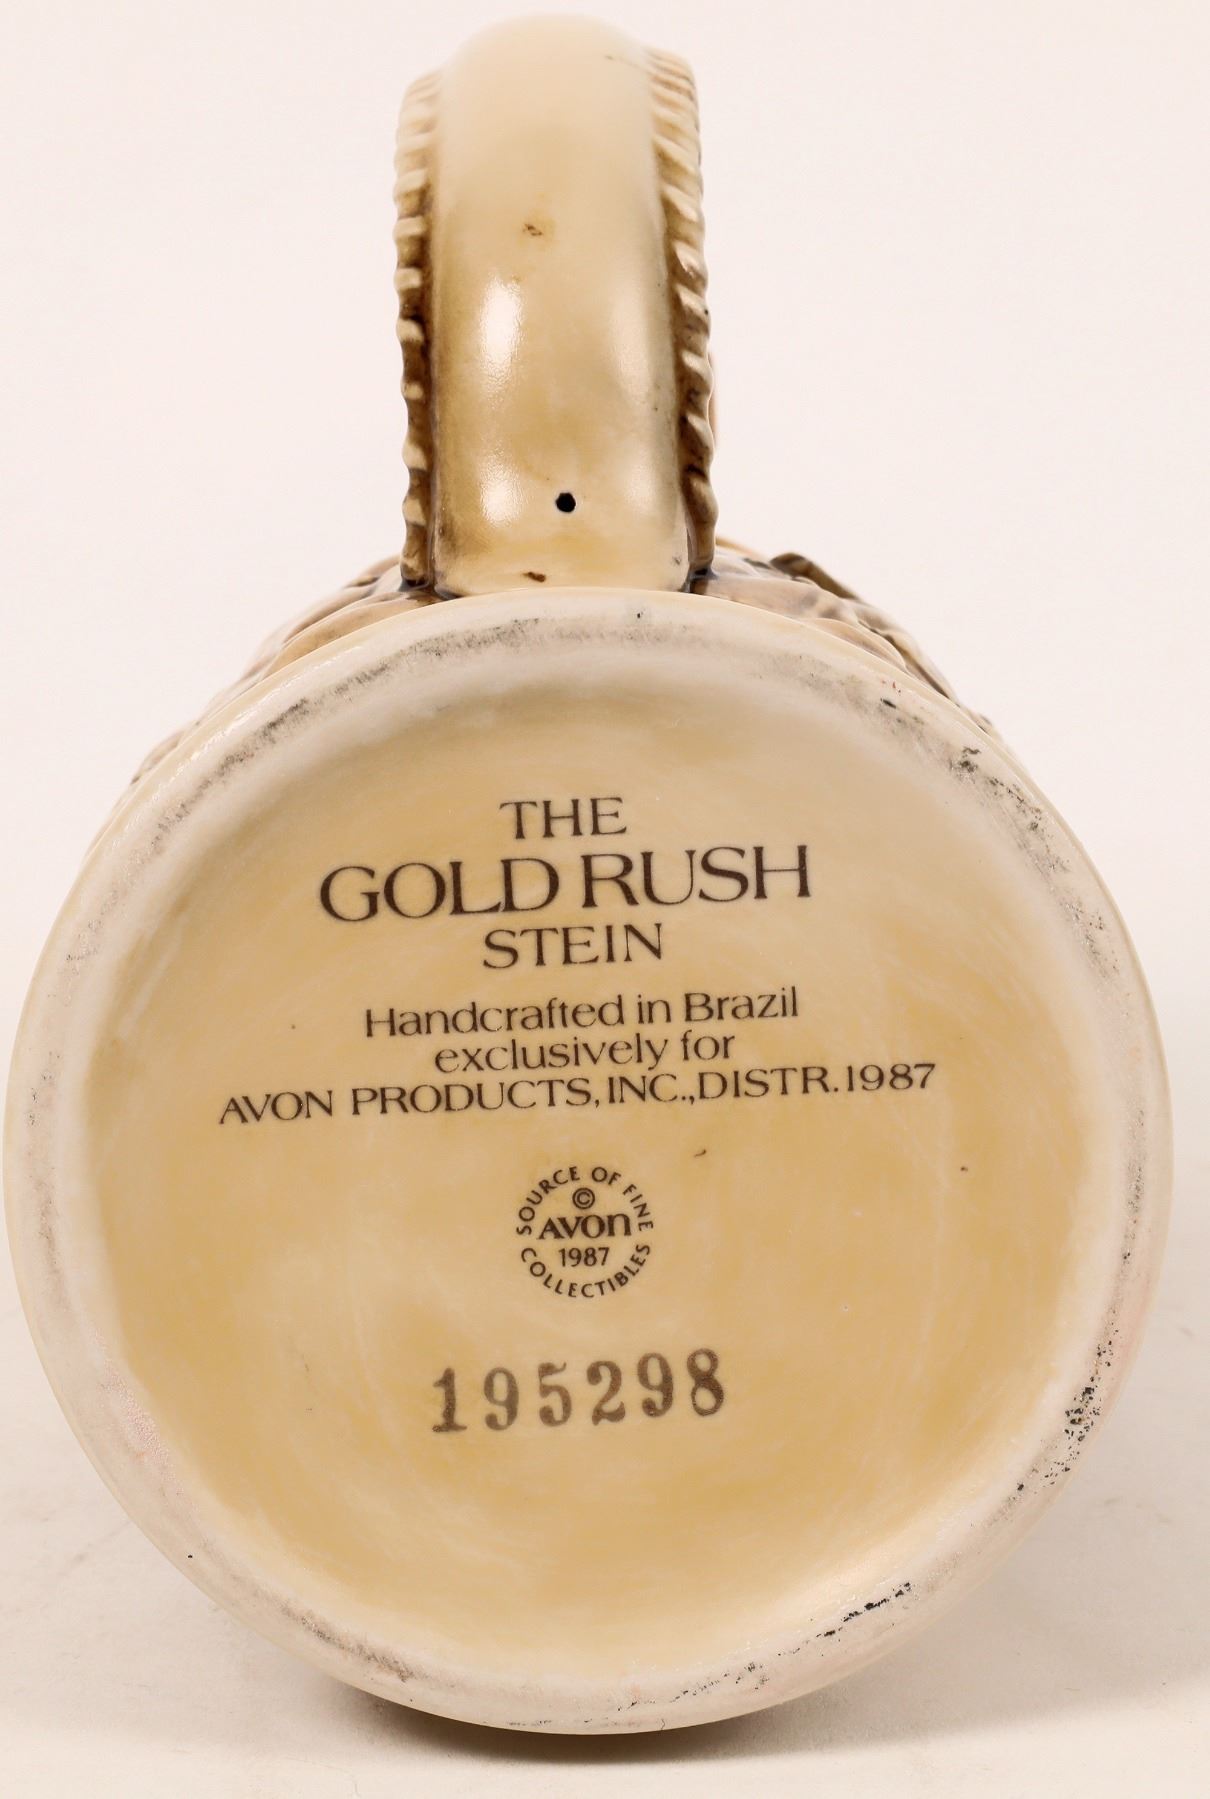 THE
GOLD RUSH
STEIN
Handcrafted in Brazil
exclusively for
AVON PRODUCTS, INC., DISTR. 1987
SOURCE OF FINE
©
AVON
1987
COLLECTIBLES
195298